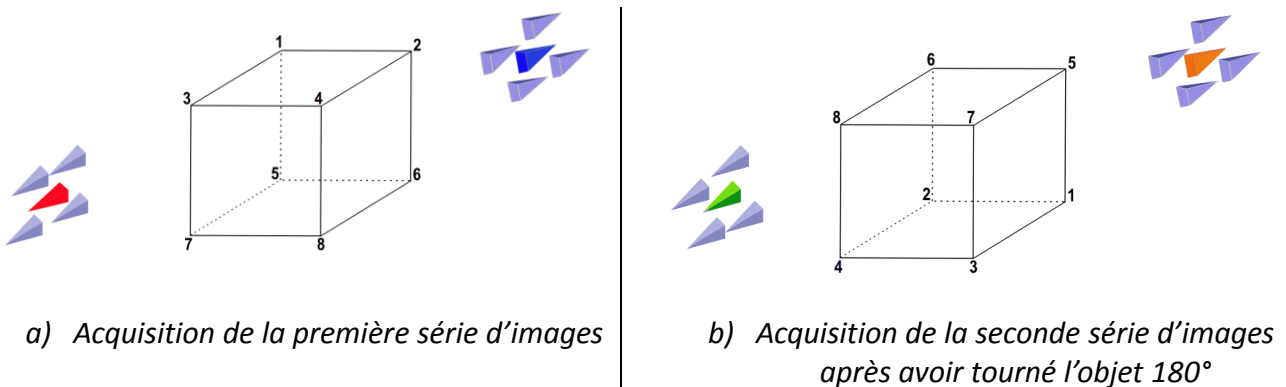 1 2
3 4
5 6
7 8
a) Acquisition de la première série d’images
6 5
8 7
2 1
4 3
b) Acquisition de la seconde série d’images
après avoir tourné l’objet 180°